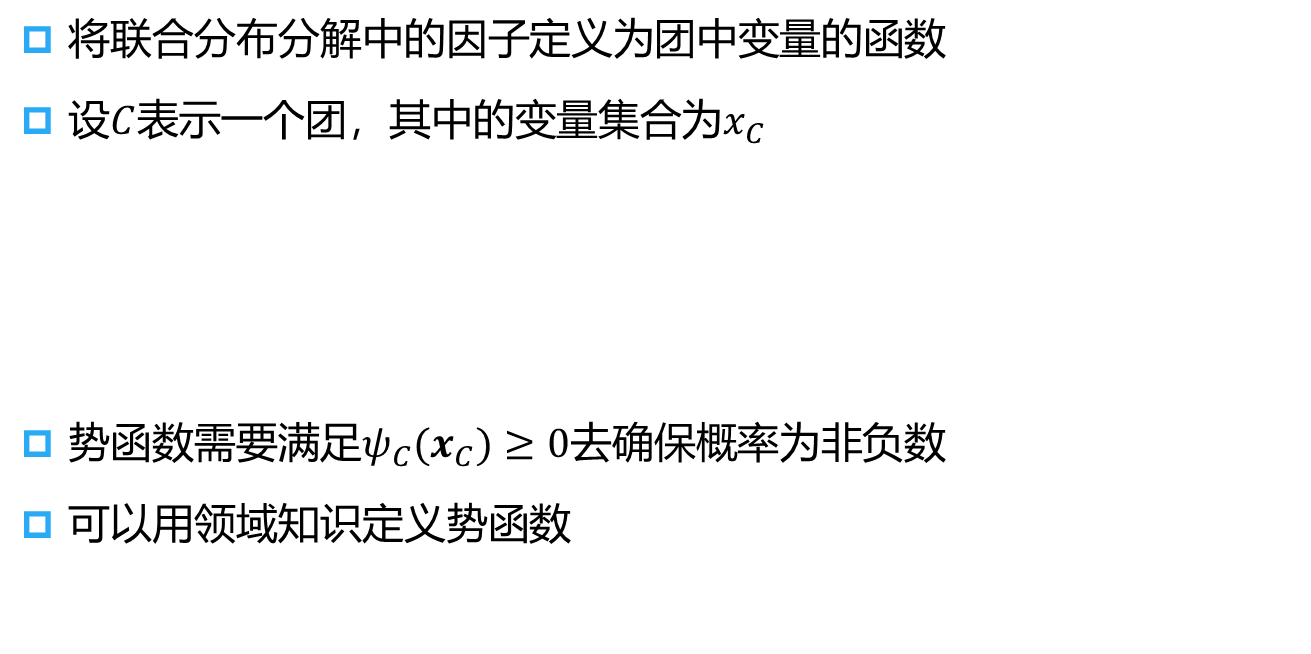 将联合分布分解中的因子定义为团中变量的函数
设C表示一个团，其中的变量集合为x_C
势函数需要满足ψ_C(x_C) ≥ 0去确保概率为非负数
可以用领域知识定义势函数